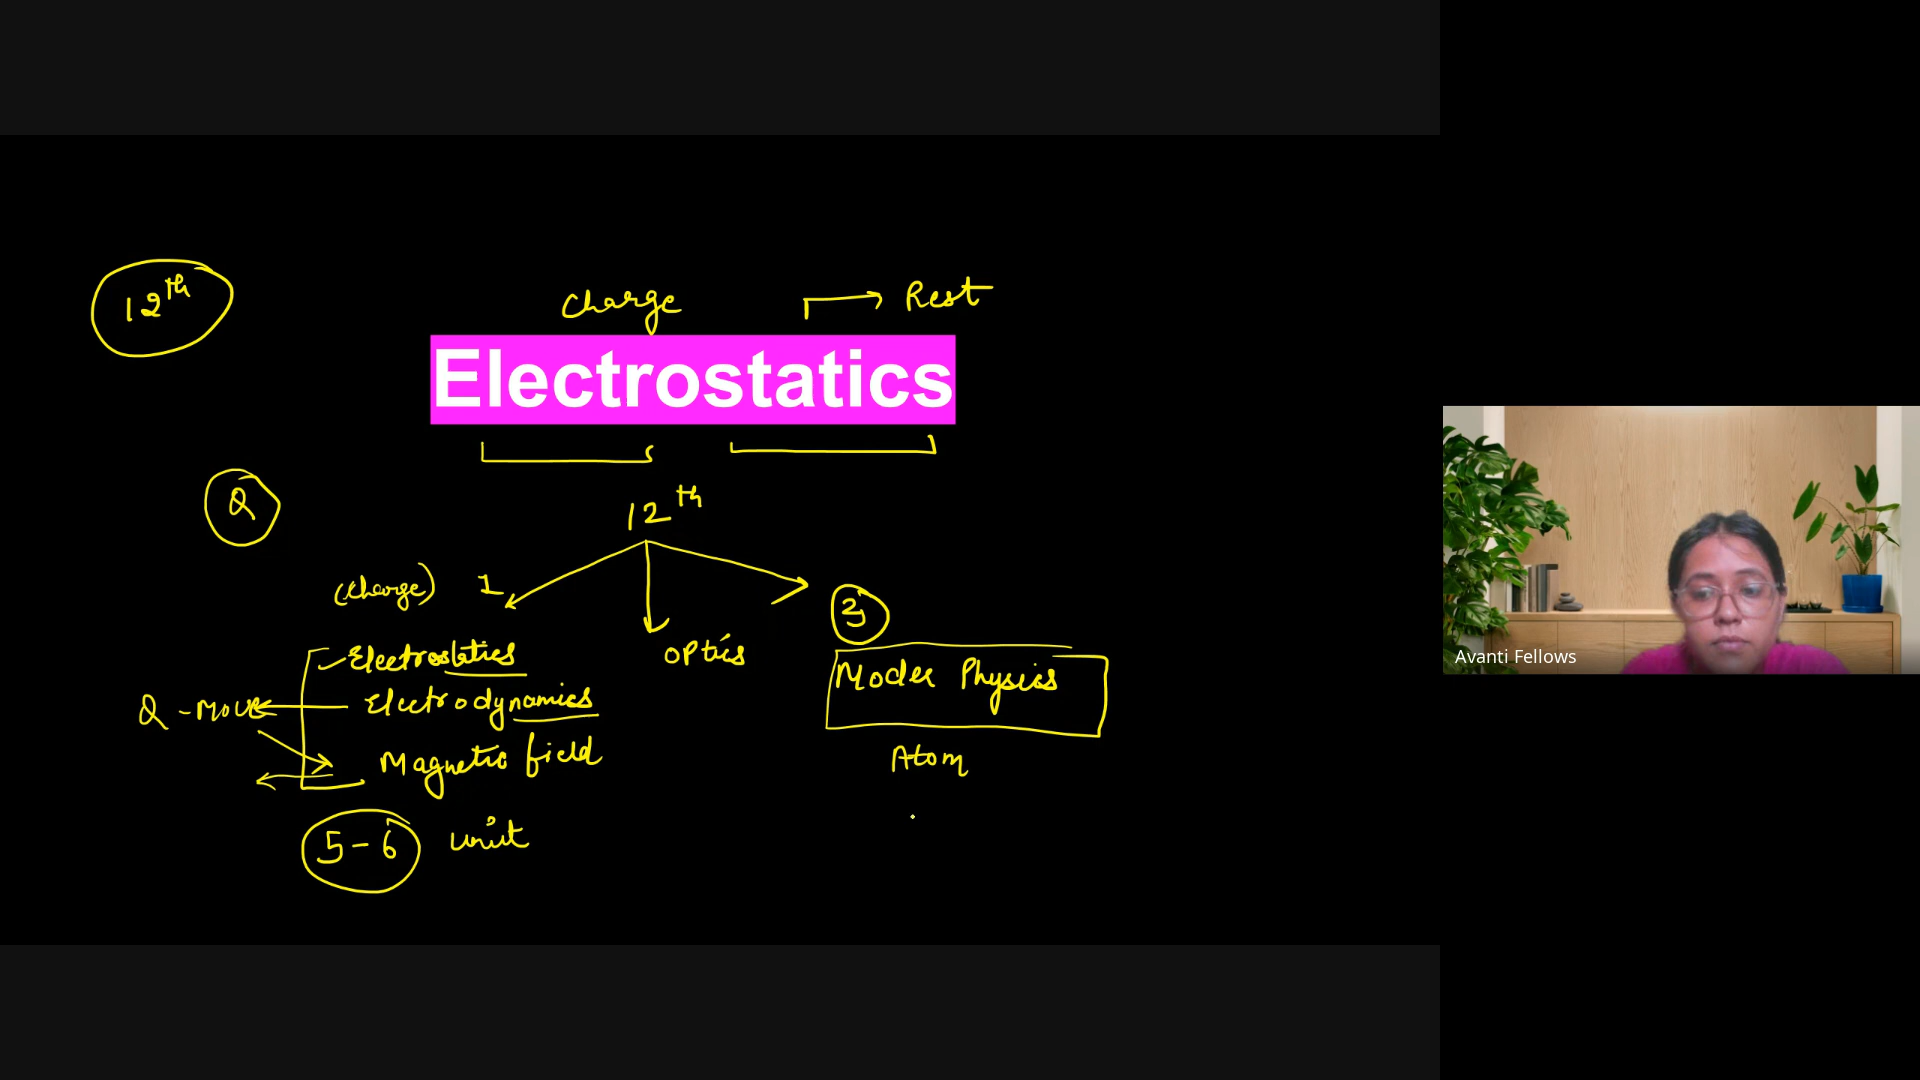 12th
Charge → Rest
Electrostatics
Q
12th
(Charge) 1
3
Electrostatics
Optics
Moder Physics
Q - Move
Electrodynamics
Magnetic field
Atom
5-6 unit
Avanti Fellows